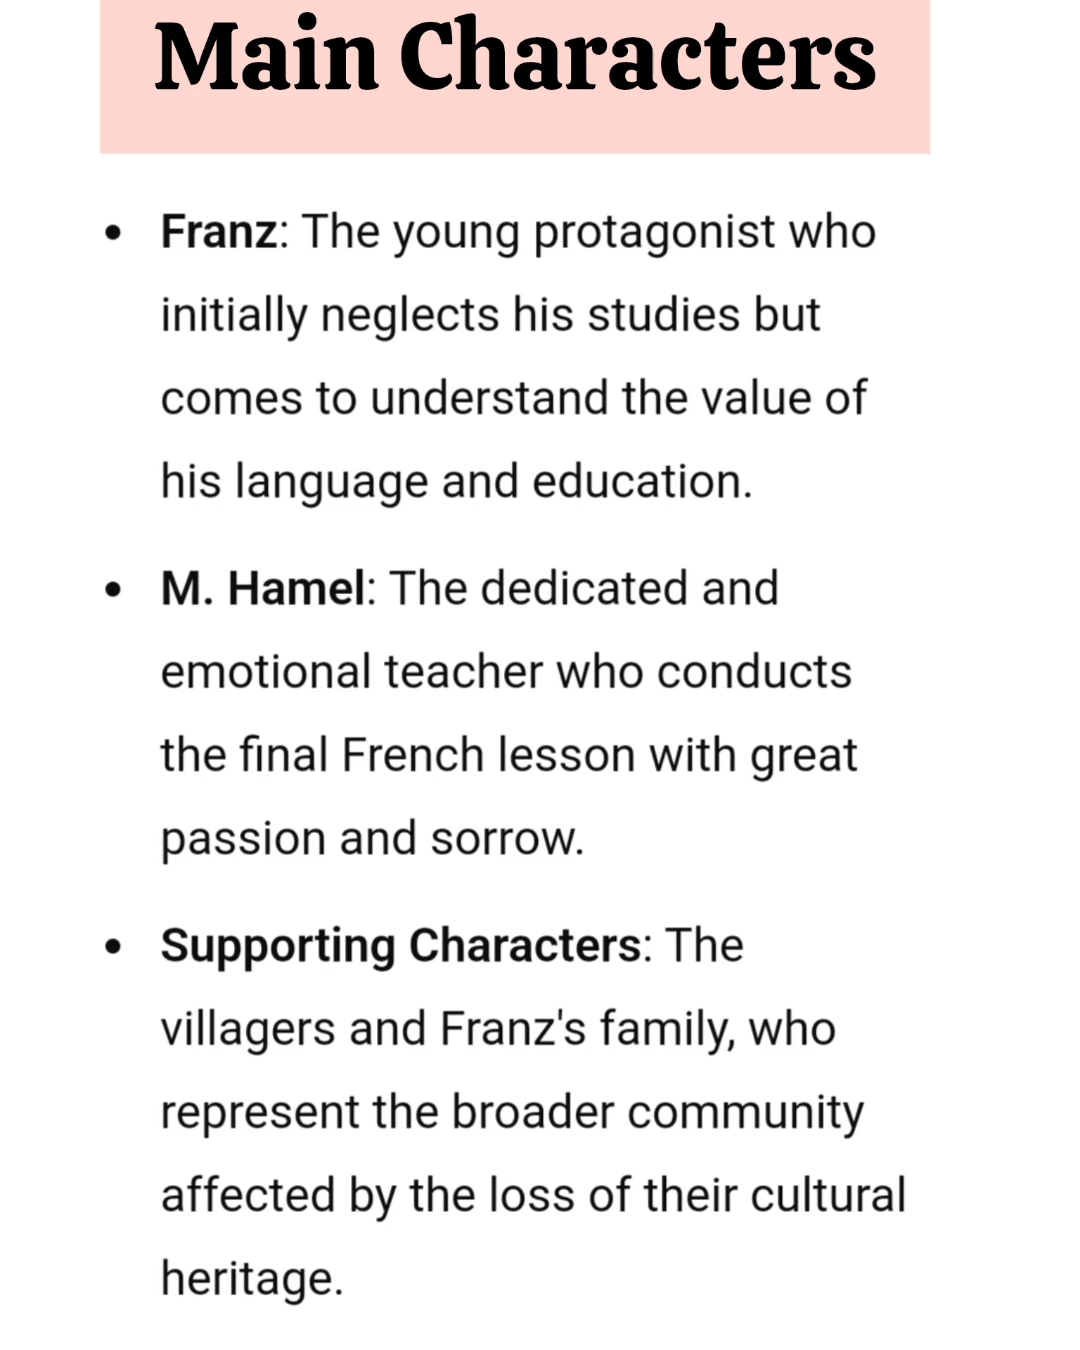 Main Characters
• Franz: The young protagonist who
initially neglects his studies but
comes to understand the value of
his language and education.
• M. Hamel: The dedicated and
emotional teacher who conducts
the final French lesson with great
passion and sorrow.
• Supporting Characters: The
villagers and Franz's family, who
represent the broader community
affected by the loss of their cultural
heritage.